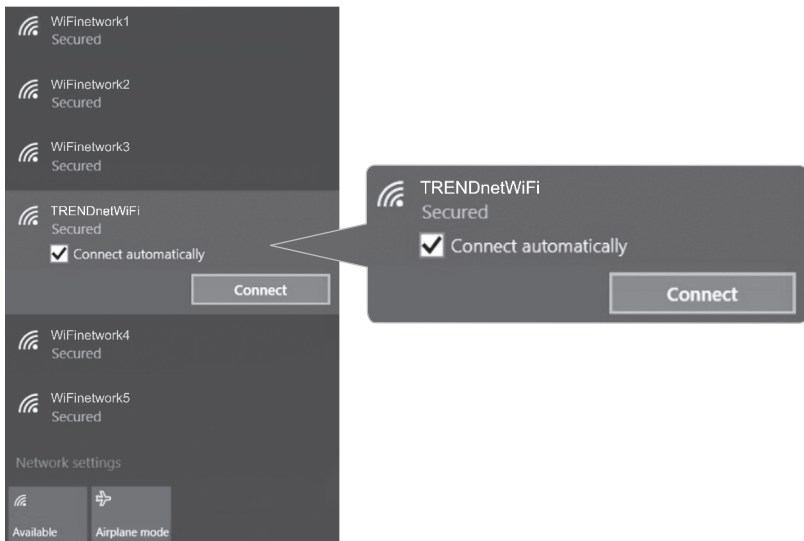 WiFinetwork1
Secured
WiFinetwork2
Secured
WiFinetwork3
Secured
TRENDnetWiFi
Secured
Connect automatically
Connect
WiFinetwork4
Secured
WiFinetwork5
Secured
Network settings
Available
Airplane mode
TRENDnetWiFi
Secured
Connect automatically
Connect